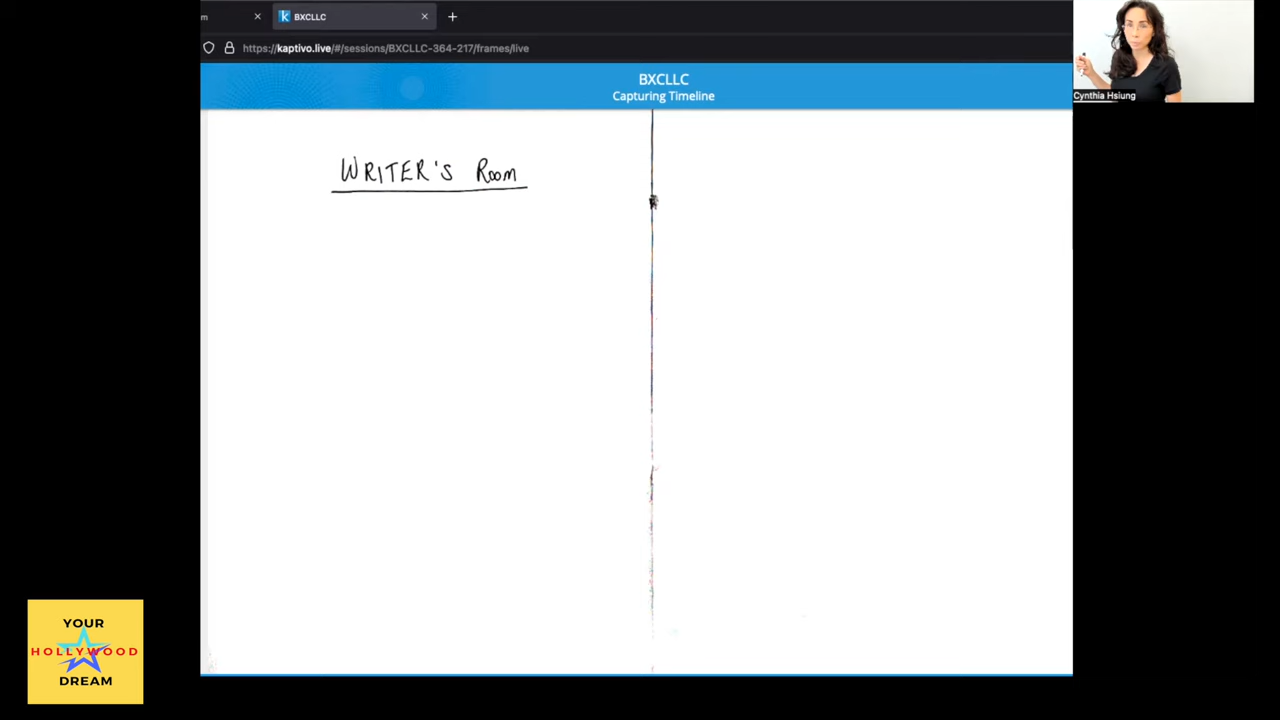 m
BXCLLC
https://kaptivo.live/#/sessions/BXCLLC-364-217/frames/live
BXCLLC
Capturing Timeline
Cynthia Hsiung
WRITER'S ROOM
YOUR
HOLLYWOOD
DREAM